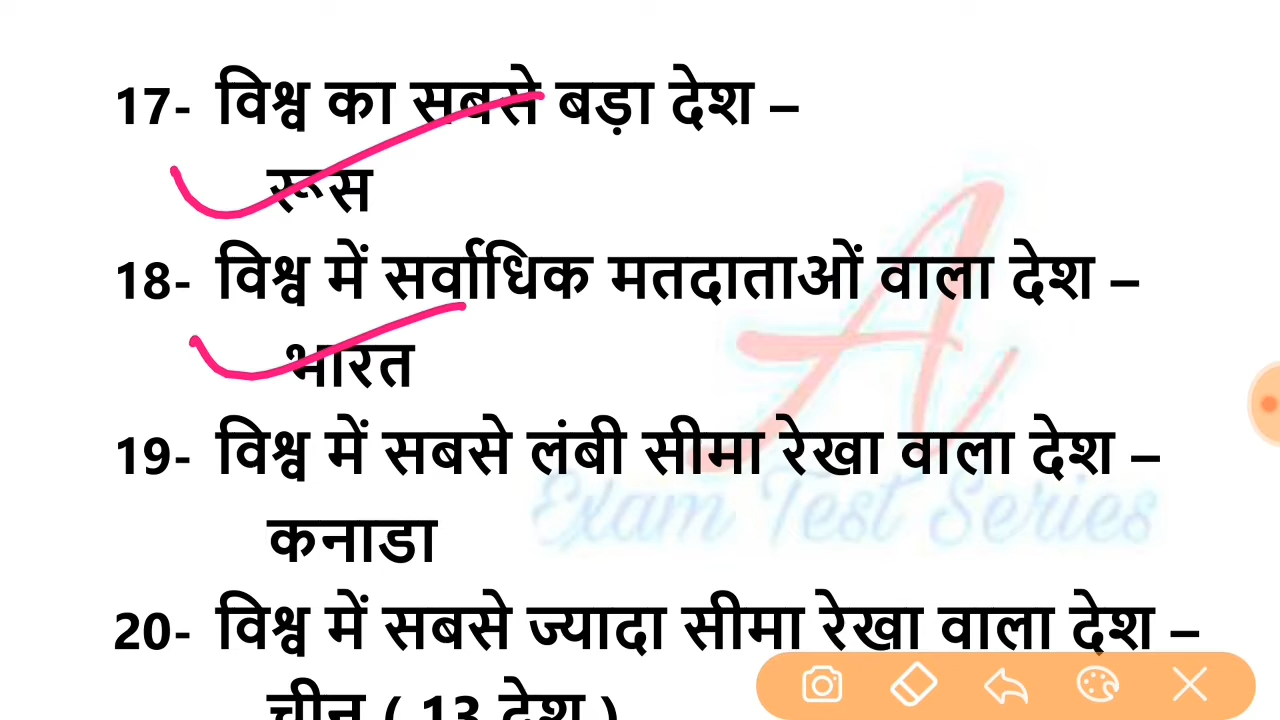 17- विश्व का सबसे बड़ा देश –
रूस
18- विश्व में सर्वाधिक मतदाताओं वाला देश –
भारत
19- विश्व में सबसे लंबी सीमा रेखा वाला देश –
कनाडा
20- विश्व में सबसे ज्यादा सीमा रेखा वाला देश –
चीन ( 13 देश )
A
Exam Test Series